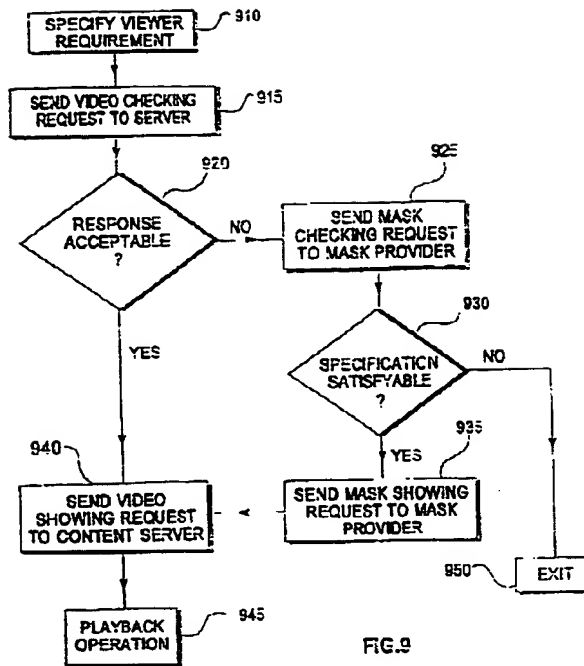 SPECIFY VIEWER
REQUIREMENT
910
SEND VIDEO CHECKING
REQUEST TO SERVER
915
920
RESPONSE
ACCEPTABLE
?
NO
YES
925
SEND MASK
CHECKING REQUEST
TO MASK PROVIDER
930
SPECIFICATION
SATISFYABLE
?
NO
YES
935
SEND MASK SHOWING
REQUEST TO MASK
PROVIDER
940
SEND VIDEO
SHOWING REQUEST
TO CONTENT SERVER
950
EXIT
PLAYBACK
OPERATION
945
FIG.9